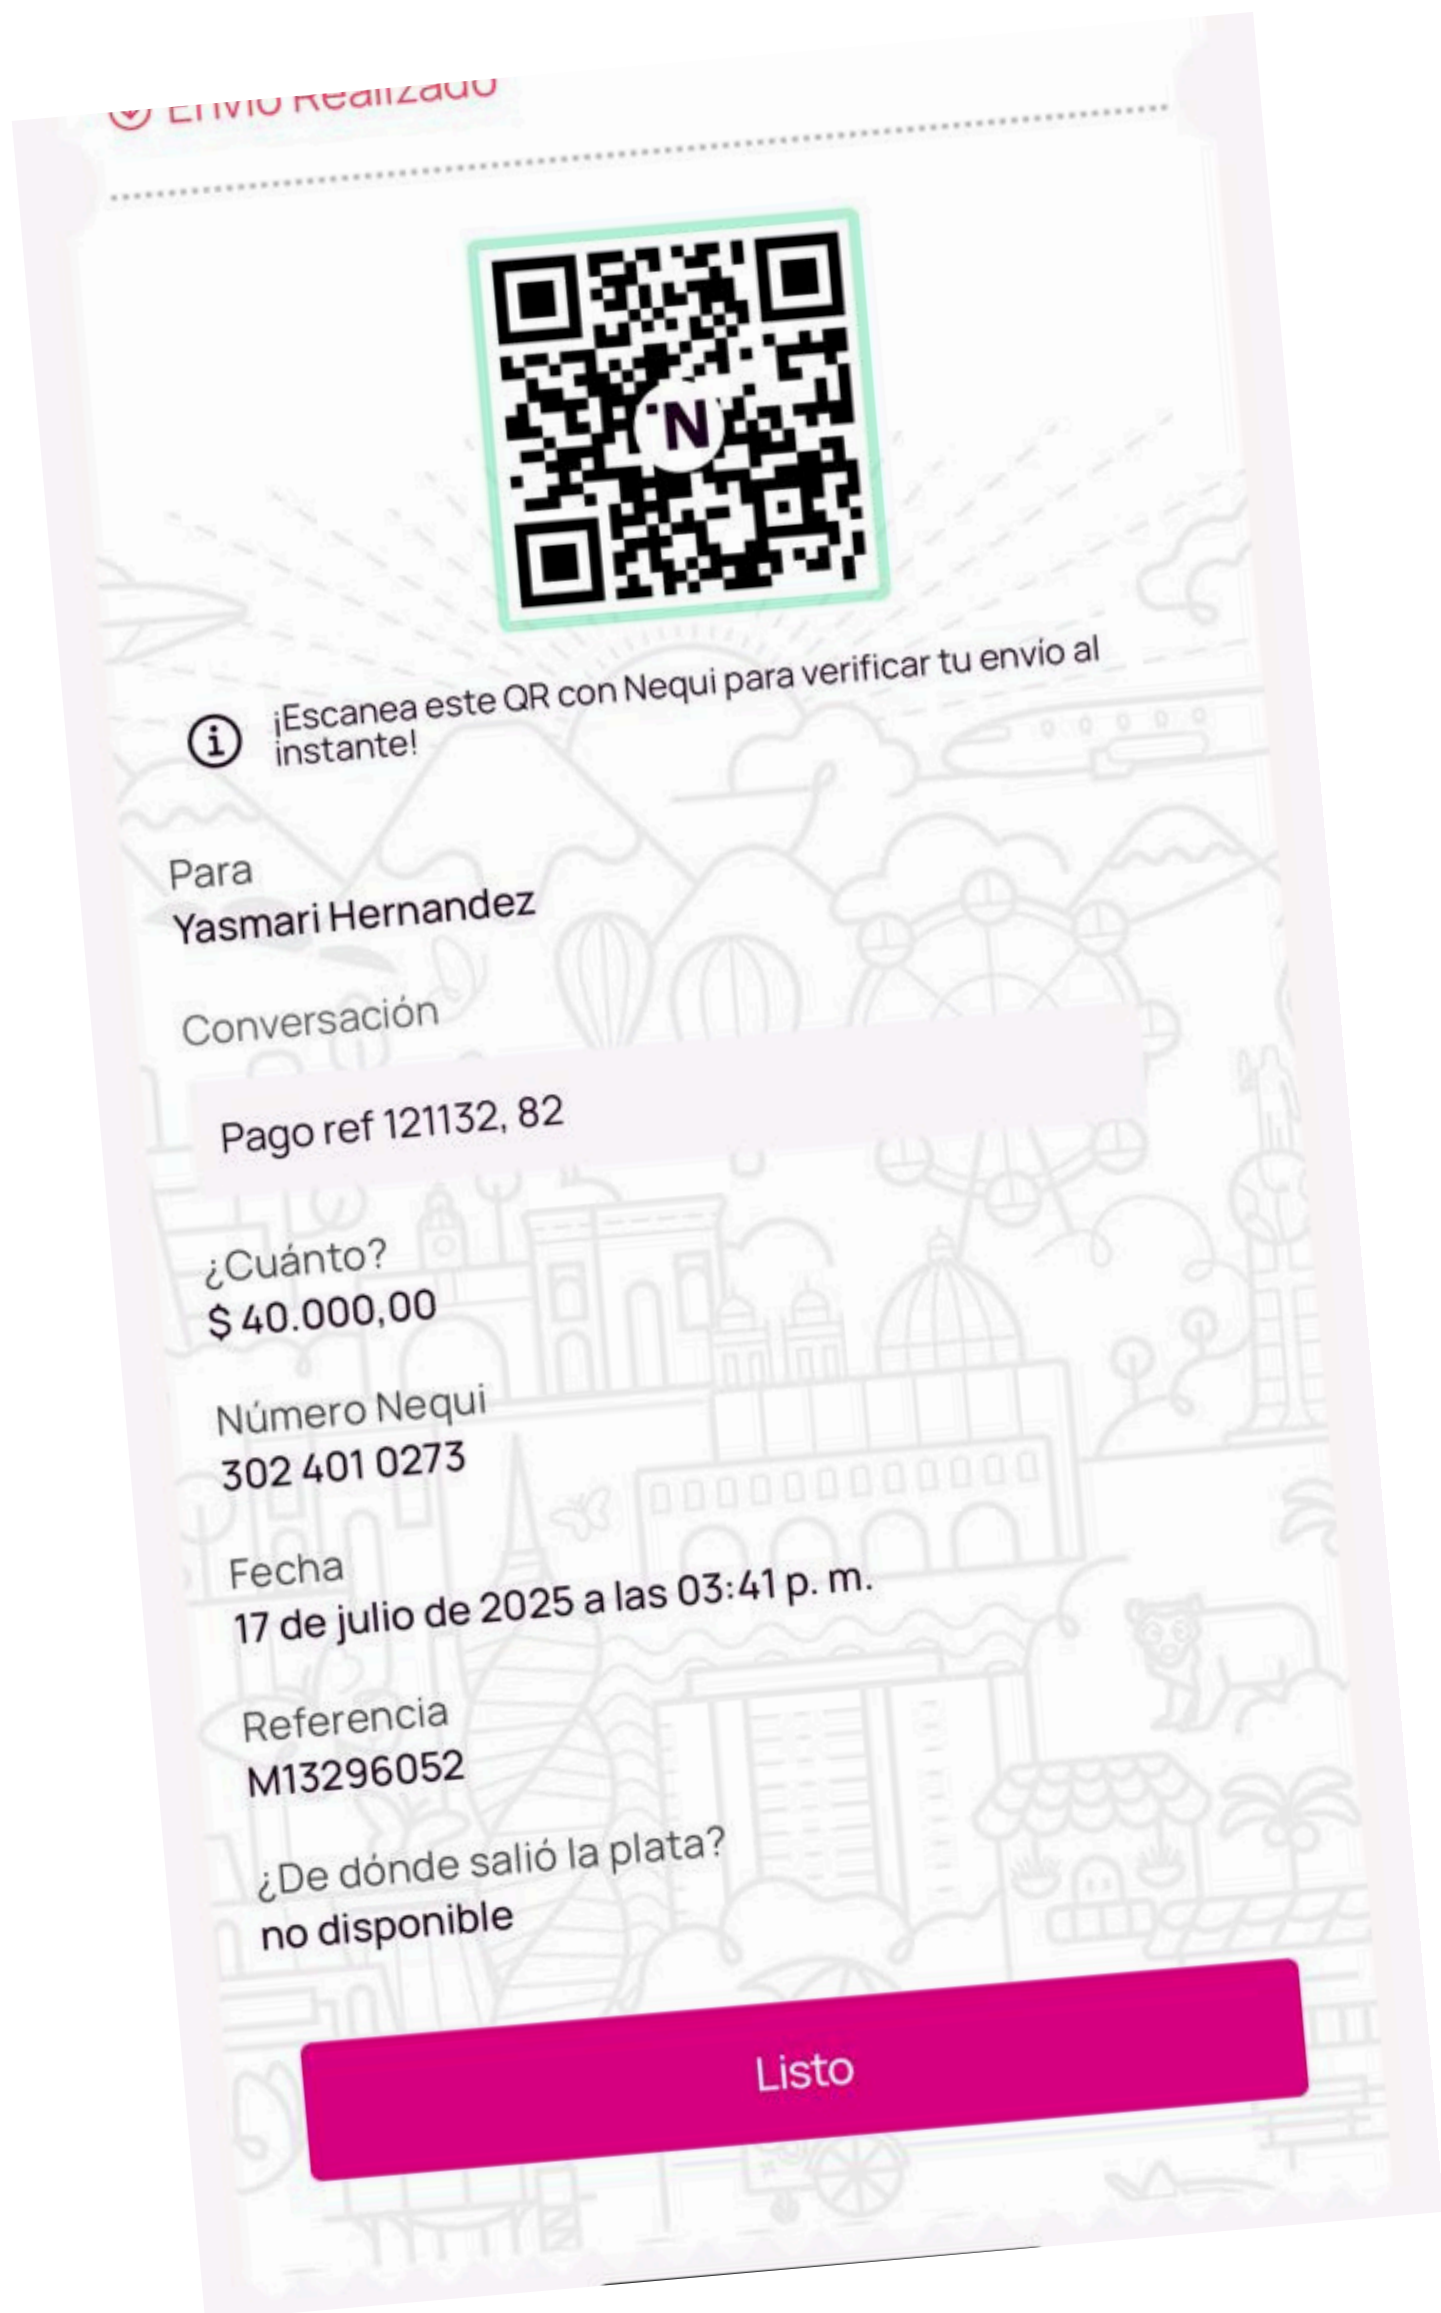 Envío Realizado
N
¡Escanea este QR con Nequi para verificar tu envío al
instante!
Para
Yasmari Hernandez
Conversación
Pago ref 121132, 82
¿Cuánto?
$ 40.000,00
Número Nequi
302 401 0273
Fecha
17 de julio de 2025 a las 03:41 p. m.
Referencia
M13296052
¿De dónde salió la plata?
no disponible
Listo